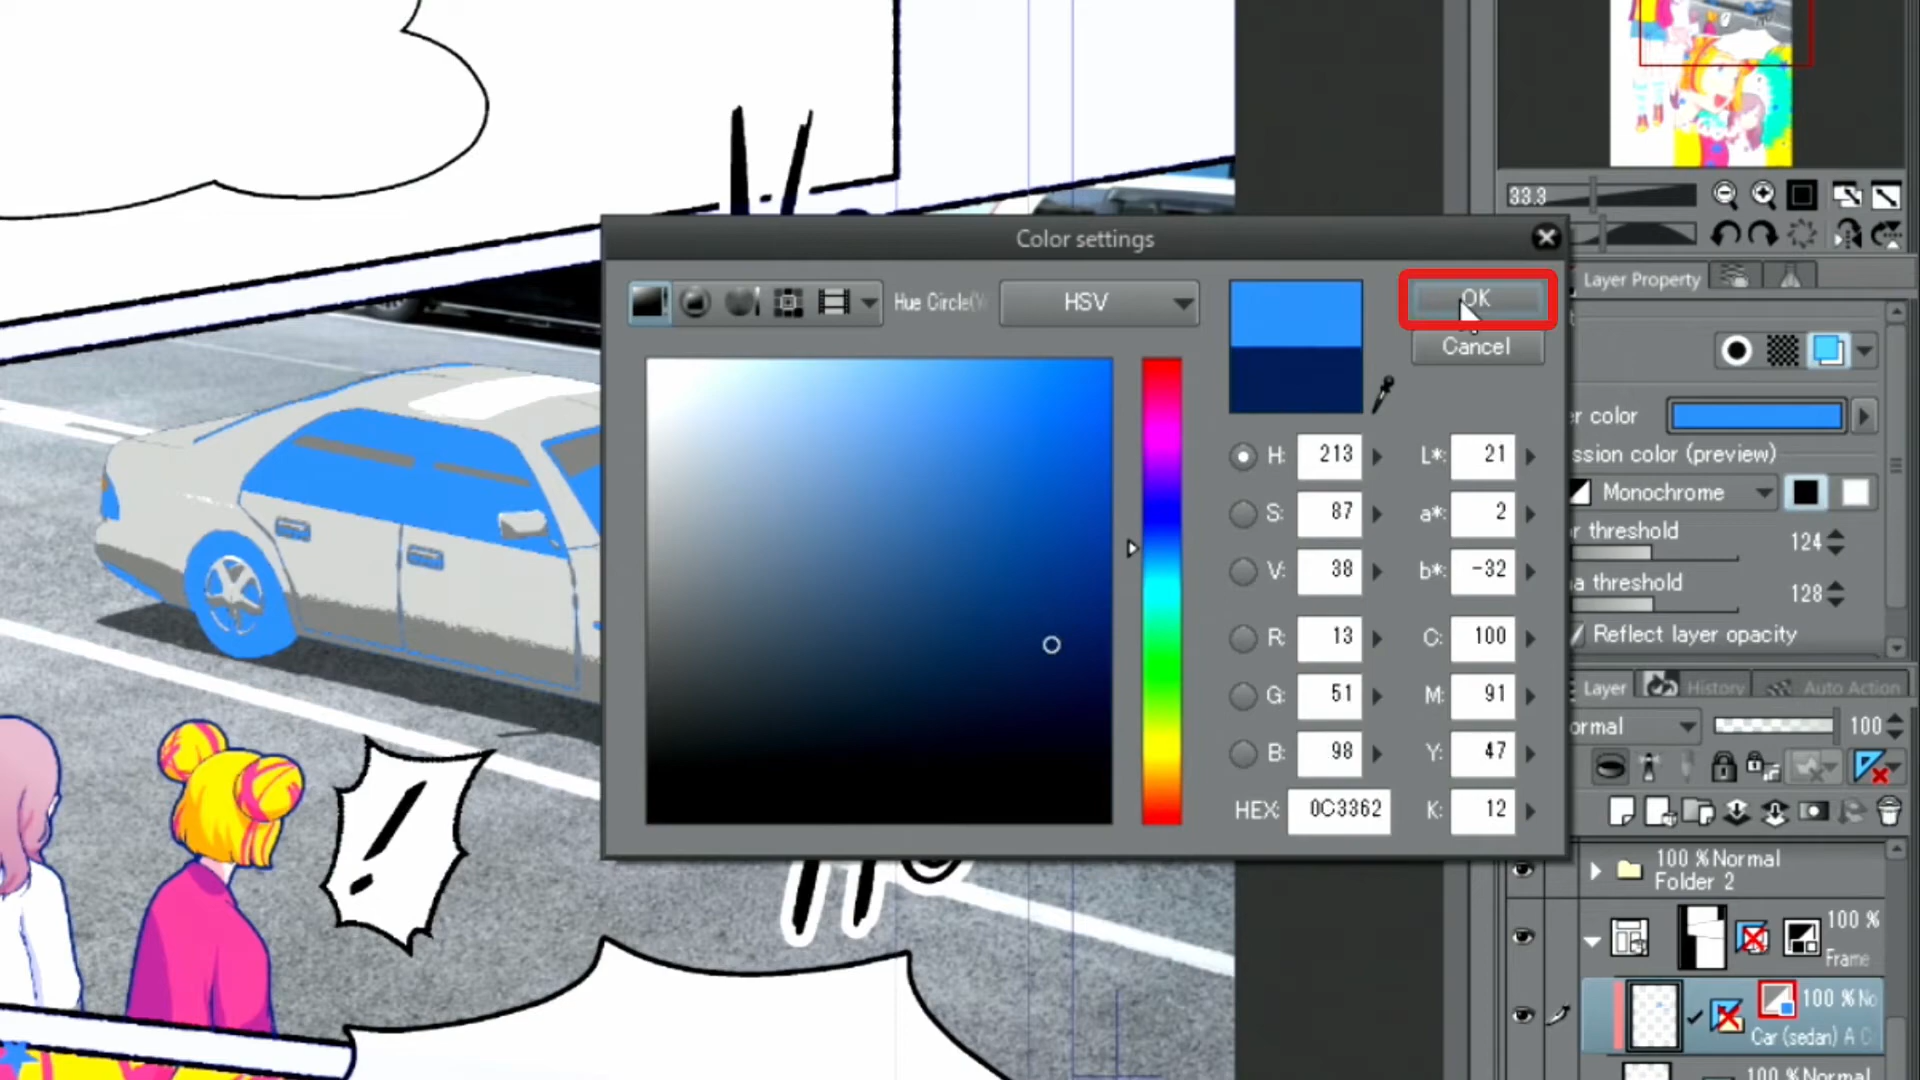 33.3
Color settings
Hue Circle(
HSV
OK
Cancel
Layer Property
H: 213
L*: 21
S: 87
a*: 2
V: 38
b*: -32
R: 13
C: 100
G: 51
M: 91
B: 98
Y: 47
HEX: 0C3362
K: 12
er color
ssion color (preview)
Monochrome
r threshold
124
a threshold
128
Reflect layer opacity
Layer
History
Auto Action
ormal
100
100 %Normal
Folder 2
100 %
Frame
100 %No
Car (sedan) A C
100 %Normal